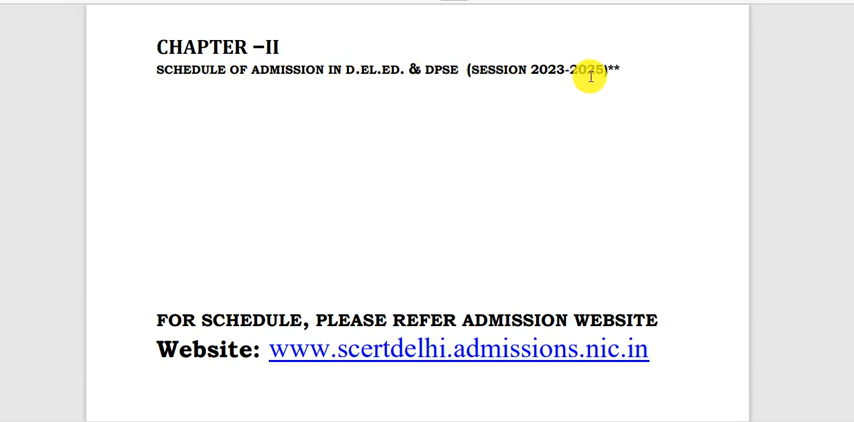 CHAPTER –II
SCHEDULE OF ADMISSION IN D.EL.ED. & DPSE (SESSION 2023-2025)**
FOR SCHEDULE, PLEASE REFER ADMISSION WEBSITE
Website: www.scertdelhi.admissions.nic.in